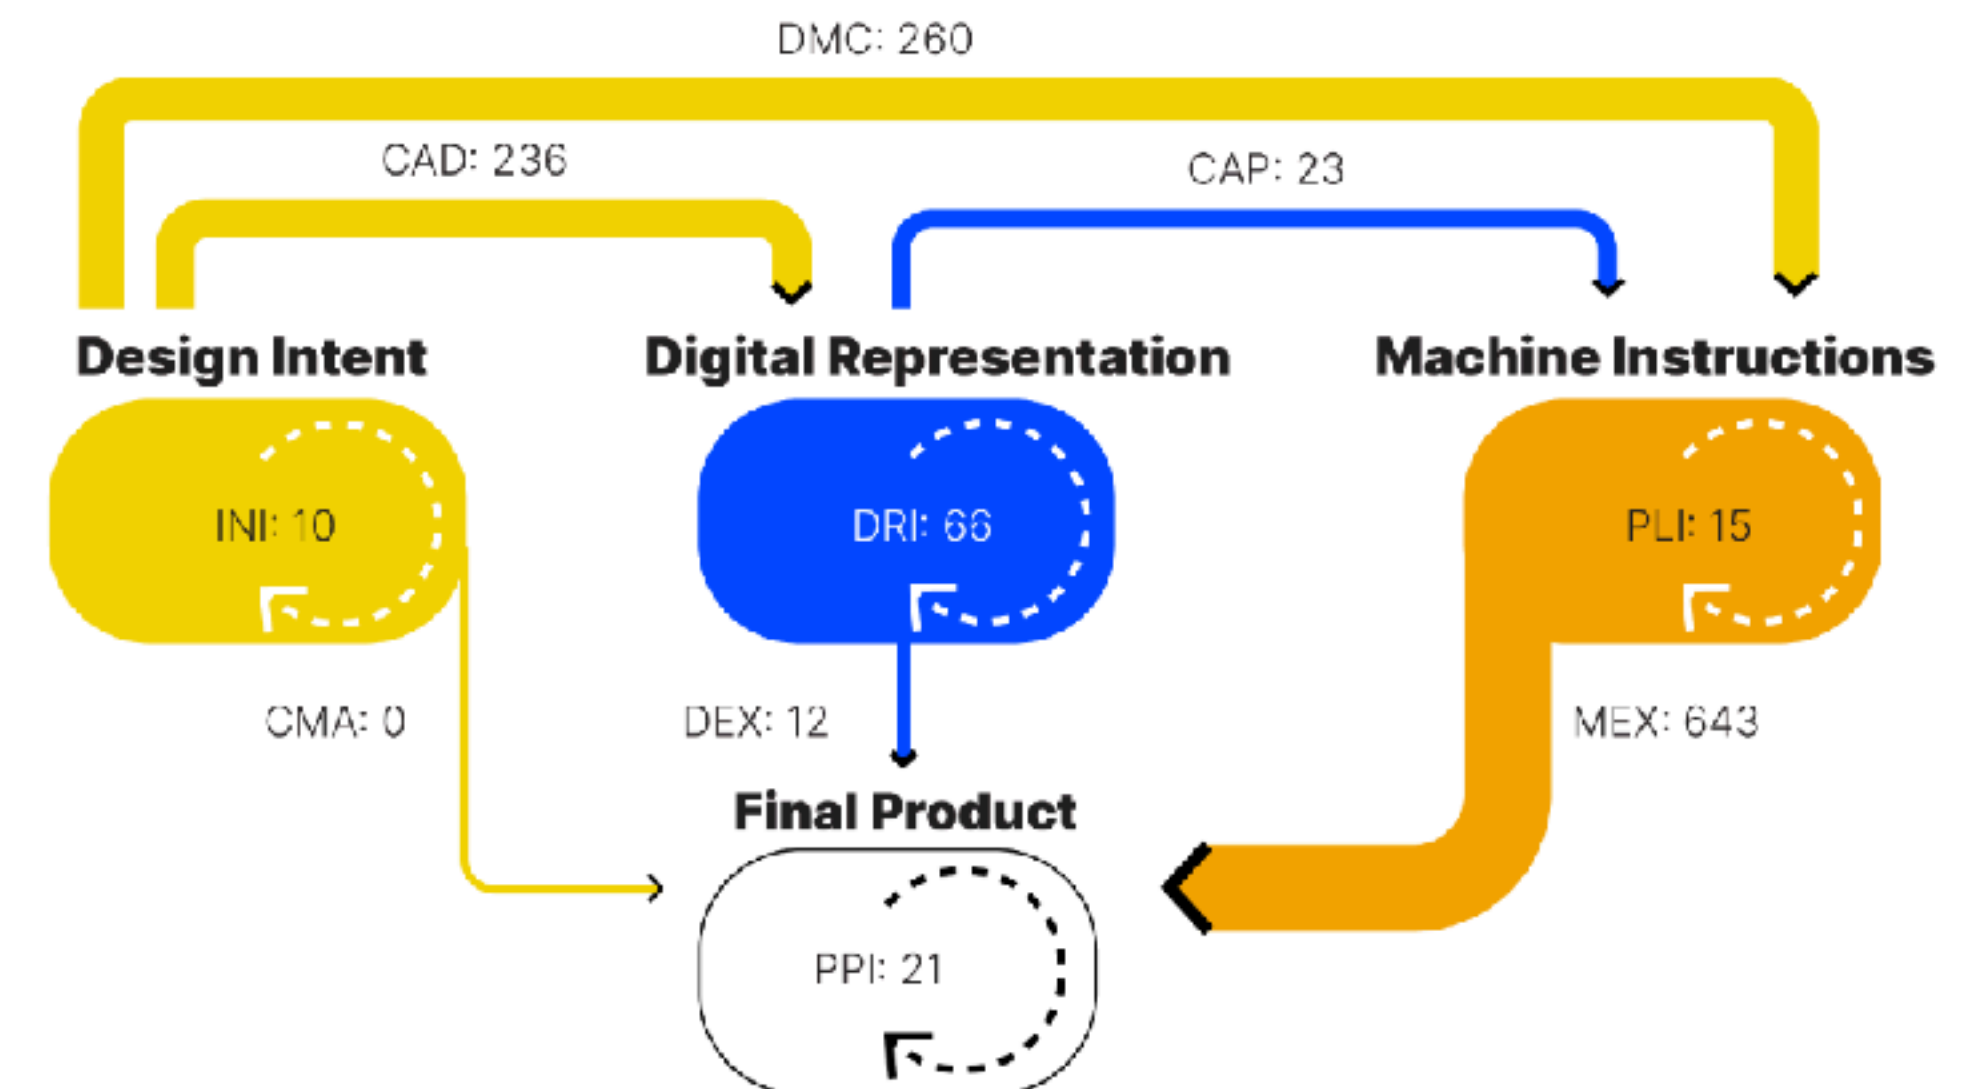 DMC: 260
CAD: 236
CAP: 23
Design Intent
Digital Representation
Machine Instructions
INI: 10
DRI: 66
PLI: 15
CMA: 0
DEX: 12
MEX: 643
Final Product
PPI: 21